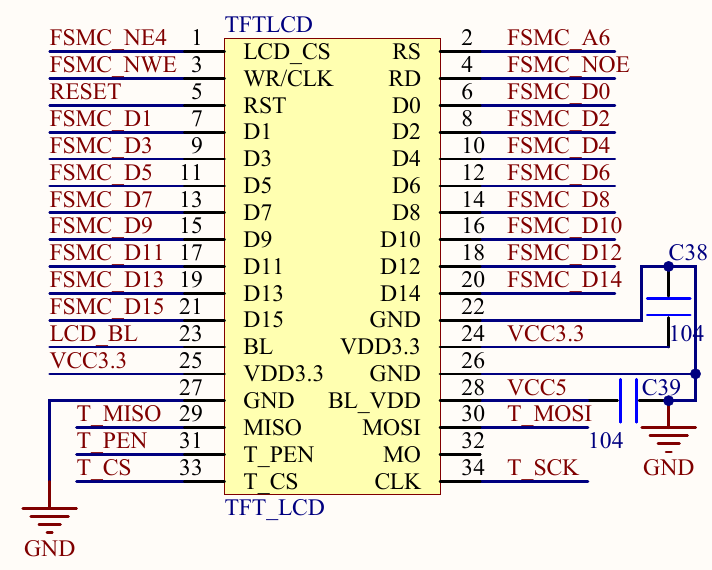 TFTLCD
FSMC_NE4 1 LCD_CS RS 2 FSMC_A6
FSMC_NWE 3 WR/CLK RD 4 FSMC_NOE
RESET 5 RST D0 6 FSMC_D0
FSMC_D1 7 D1 D2 8 FSMC_D2
FSMC_D3 9 D3 D4 10 FSMC_D4
FSMC_D5 11 D5 D6 12 FSMC_D6
FSMC_D7 13 D7 D8 14 FSMC_D8
FSMC_D9 15 D9 D10 16 FSMC_D10
FSMC_D11 17 D11 D12 18 FSMC_D12 C38
FSMC_D13 19 D13 D14 20 FSMC_D14
FSMC_D15 21 D15 GND 22
LCD_BL 23 BL VDD3.3 24 VCC3.3 104
VCC3.3 25 VDD3.3 GND 26
27 GND BL_VDD 28 VCC5 C39
T_MISO 29 MISO MOSI 30 T_MOSI
T_PEN 31 T_PEN MO 32 104
T_CS 33 T_CS CLK 34 T_SCK GND
TFT_LCD
GND